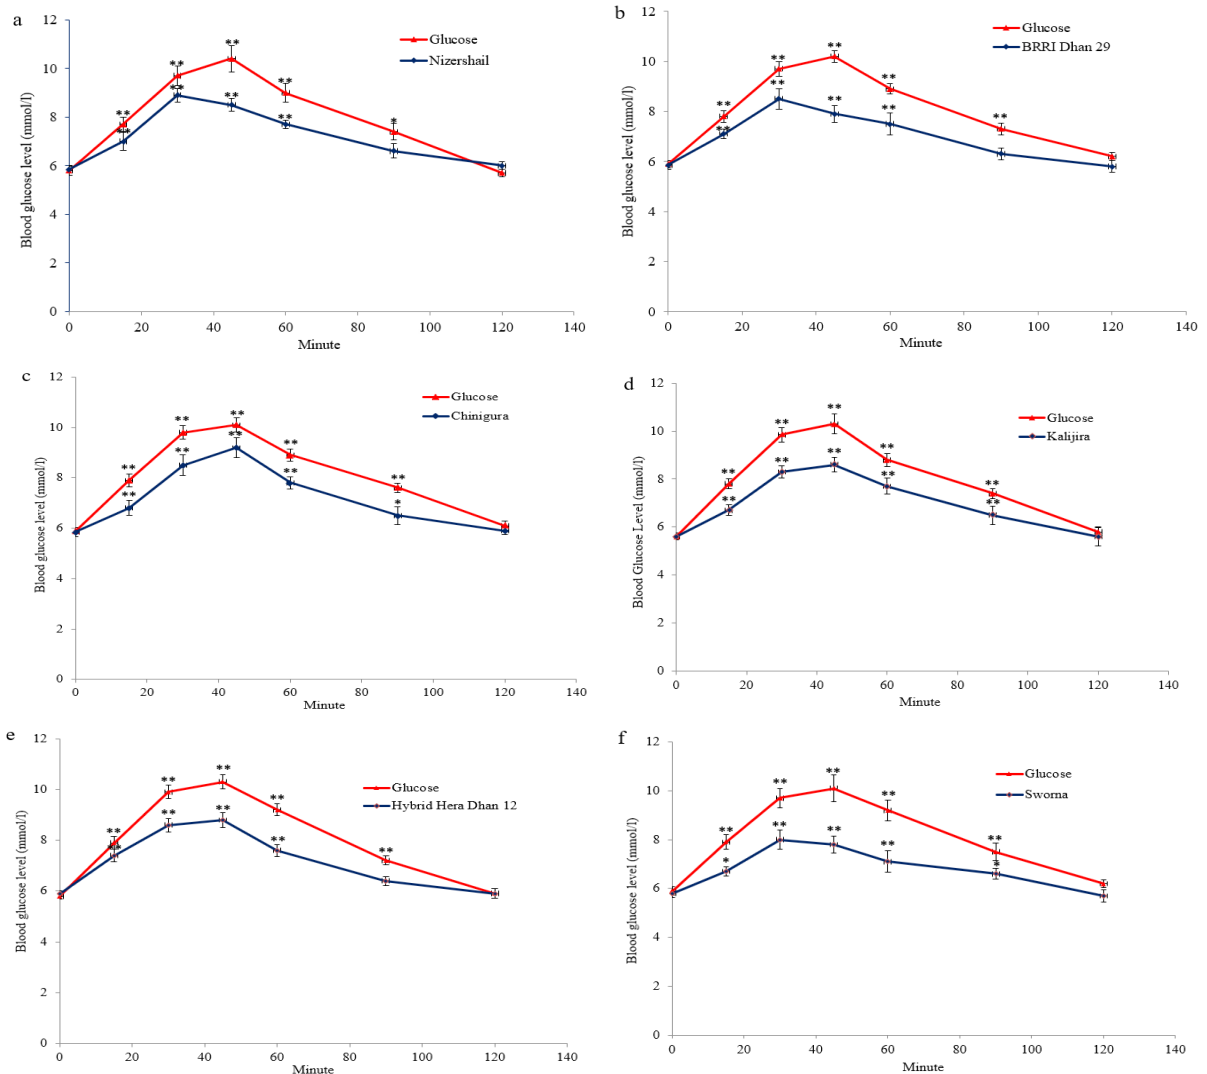 a
12
10
8
6
4
2
0
Blood glucose level (mmol/l)
** ** ** ** *
** ** ** **
Glucose
Nizershail
0 20 40 60 80 100 120 140
Minute
b
12
10
8
6
4
2
0
Blood glucose level (mmol/l)
** ** ** ** **
** ** ** **
Glucose
BRRI Dhan 29
0 20 40 60 80 100 120 140
Minute
c
12
10
8
6
4
2
0
Blood glucose level (mmol/l)
** ** ** ** **
** ** ** ** *
Glucose
Chinigura
0 20 40 60 80 100 120 140
Minute
d
12
10
8
6
4
2
0
Blood Glucose Level (mmol/l)
** ** ** ** **
** ** ** ** **
Glucose
Kalijira
0 20 40 60 80 100 120 140
Minute
e
12
10
8
6
4
2
0
Blood glucose level (mmol/l)
** ** ** ** **
** ** ** **
Glucose
Hybrid Hera Dhan 12
0 20 40 60 80 100 120 140
Minute
f
12
10
8
6
4
2
0
Blood glucose level (mmol/l)
** ** ** ** **
* ** ** ** *
Glucose
Sworna
0 20 40 60 80 100 120 140
Minute